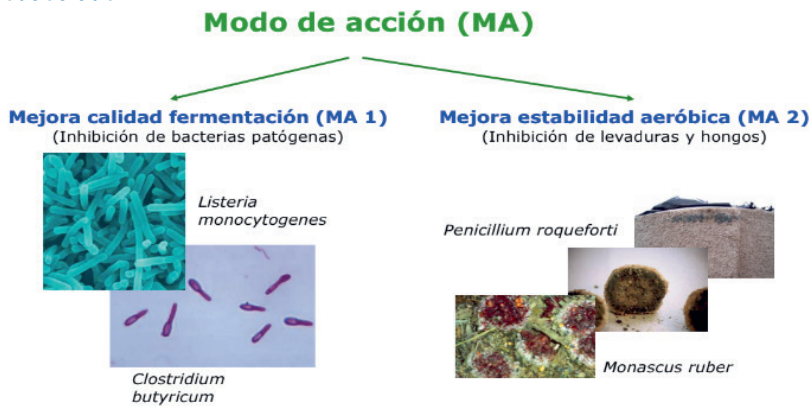 Modo de acción (MA)
Mejora calidad fermentación (MA 1)
(Inhibición de bacterias patógenas)
Listeria
monocytogenes
Clostridium
butyricum
Mejora estabilidad aeróbica (MA 2)
(Inhibición de levaduras y hongos)
Penicillium roqueforti
Monascus ruber